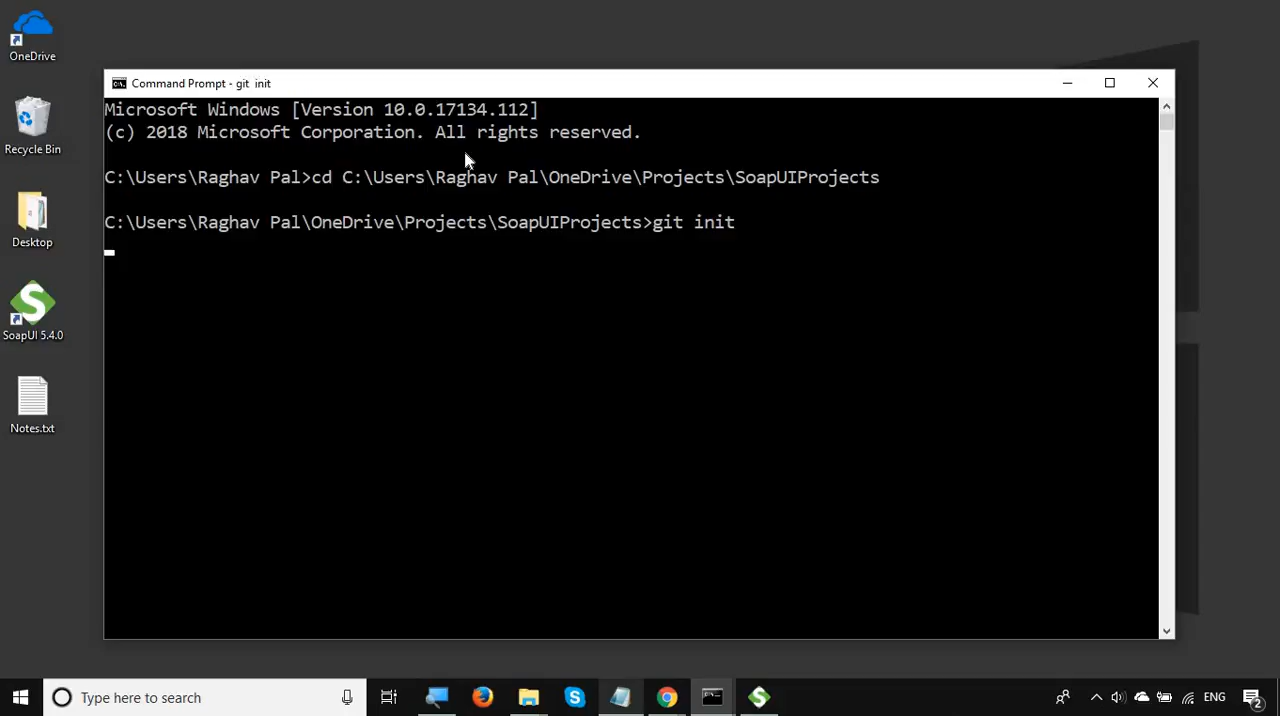 OneDrive
Recycle Bin
Desktop
SoapUI 5.4.0
Notes.txt
Command Prompt - git  init
Microsoft Windows [Version 10.0.17134.112]
(c) 2018 Microsoft Corporation. All rights reserved.
C:\Users\Raghav Pal>cd C:\Users\Raghav Pal\OneDrive\Projects\SoapUIProjects
C:\Users\Raghav Pal\OneDrive\Projects\SoapUIProjects>git init
Type here to search
ENG
2